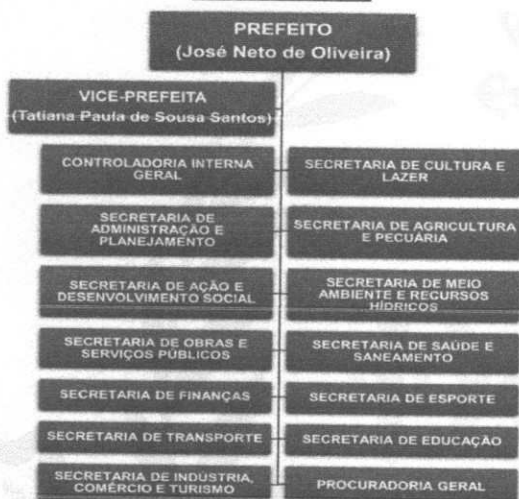 PREFEITO
(José Neto de Oliveira)
VICE-PREFEITA
(Tatiana Paula de Sousa Santos)
CONTROLADORIA INTERNA
GERAL
SECRETARIA DE CULTURA E
LAZER
SECRETARIA DE
ADMINISTRAÇÃO E
PLANEJAMENTO
SECRETARIA DE AGRICULTURA
E PECUÁRIA
SECRETARIA DE AÇÃO E
DESENVOLVIMENTO SOCIAL
SECRETARIA DE MEIO
AMBIENTE E RECURSOS
HÍDRICOS
SECRETARIA DE OBRAS E
SERVIÇOS PÚBLICOS
SECRETARIA DE SAÚDE E
SANEAMENTO
SECRETARIA DE FINANÇAS
SECRETARIA DE ESPORTE
SECRETARIA DE TRANSPORTE
SECRETARIA DE EDUCAÇÃO
SECRETARIA DE INDÚSTRIA,
COMÉRCIO E TURISMO
PROCURADORIA GERAL